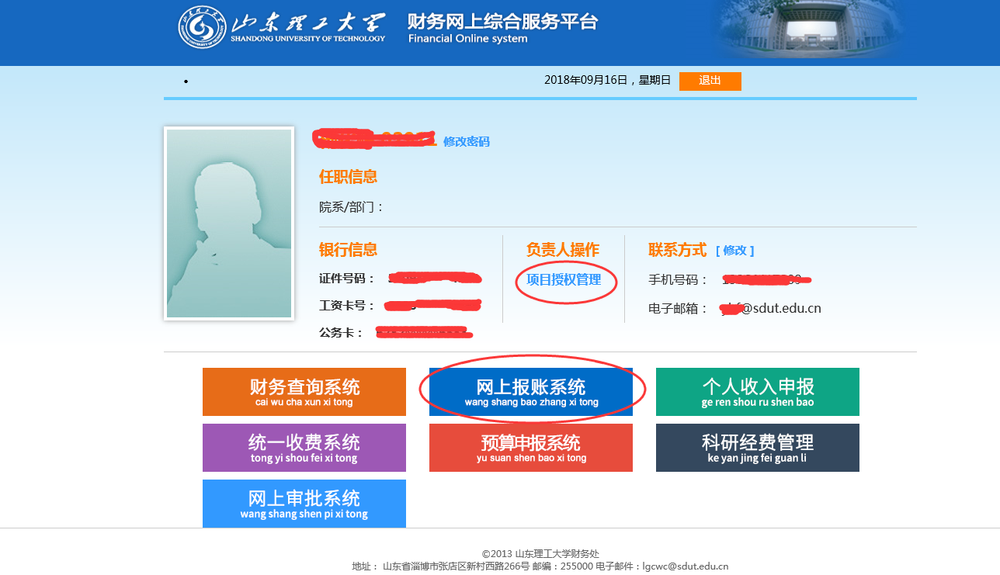 山东理工大学
SHANDONG UNIVERSITY OF TECHNOLOGY
财务网上综合服务平台
Financial Online system
2018年09月16日，星期日
退出
修改密码
任职信息
院系/部门：
银行信息
负责人操作
联系方式 [ 修改 ]
证件号码：
项目授权管理
手机号码：
工资卡号：
电子邮箱： @sdut.edu.cn
公务卡：
财务查询系统
cai wu cha xun xi tong
网上报账系统
wang shang bao zhang xi tong
个人收入申报
ge ren shou ru shen bao
统一收费系统
tong yi shou fei xi tong
预算申报系统
yu suan shen bao xi tong
科研经费管理
ke yan jing fei guan li
网上审批系统
wang shang shen pi xi tong
©2013 山东理工大学财务处
地址： 山东省淄博市张店区新村西路266号 邮编：255000 电子邮件：lgcwc@sdut.edu.cn